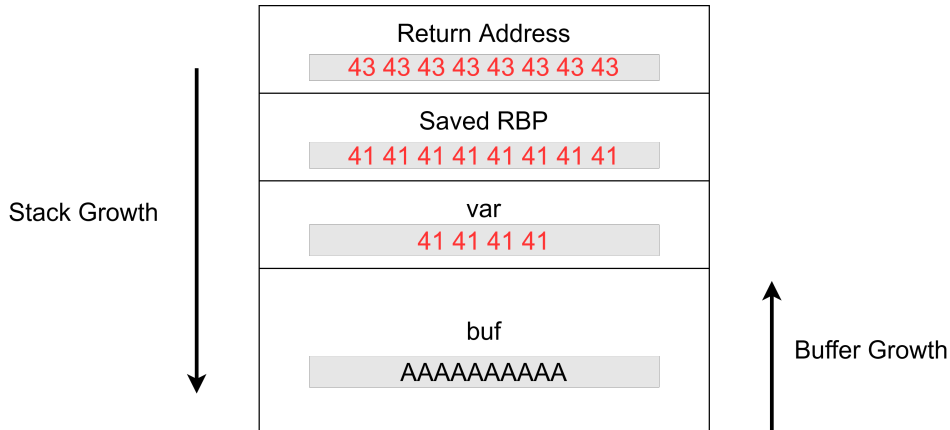 Return Address
43 43 43 43 43 43 43 43
Saved RBP
41 41 41 41 41 41 41 41
var
41 41 41 41
Stack Growth
buf
AAAAAAAAAA
Buffer Growth